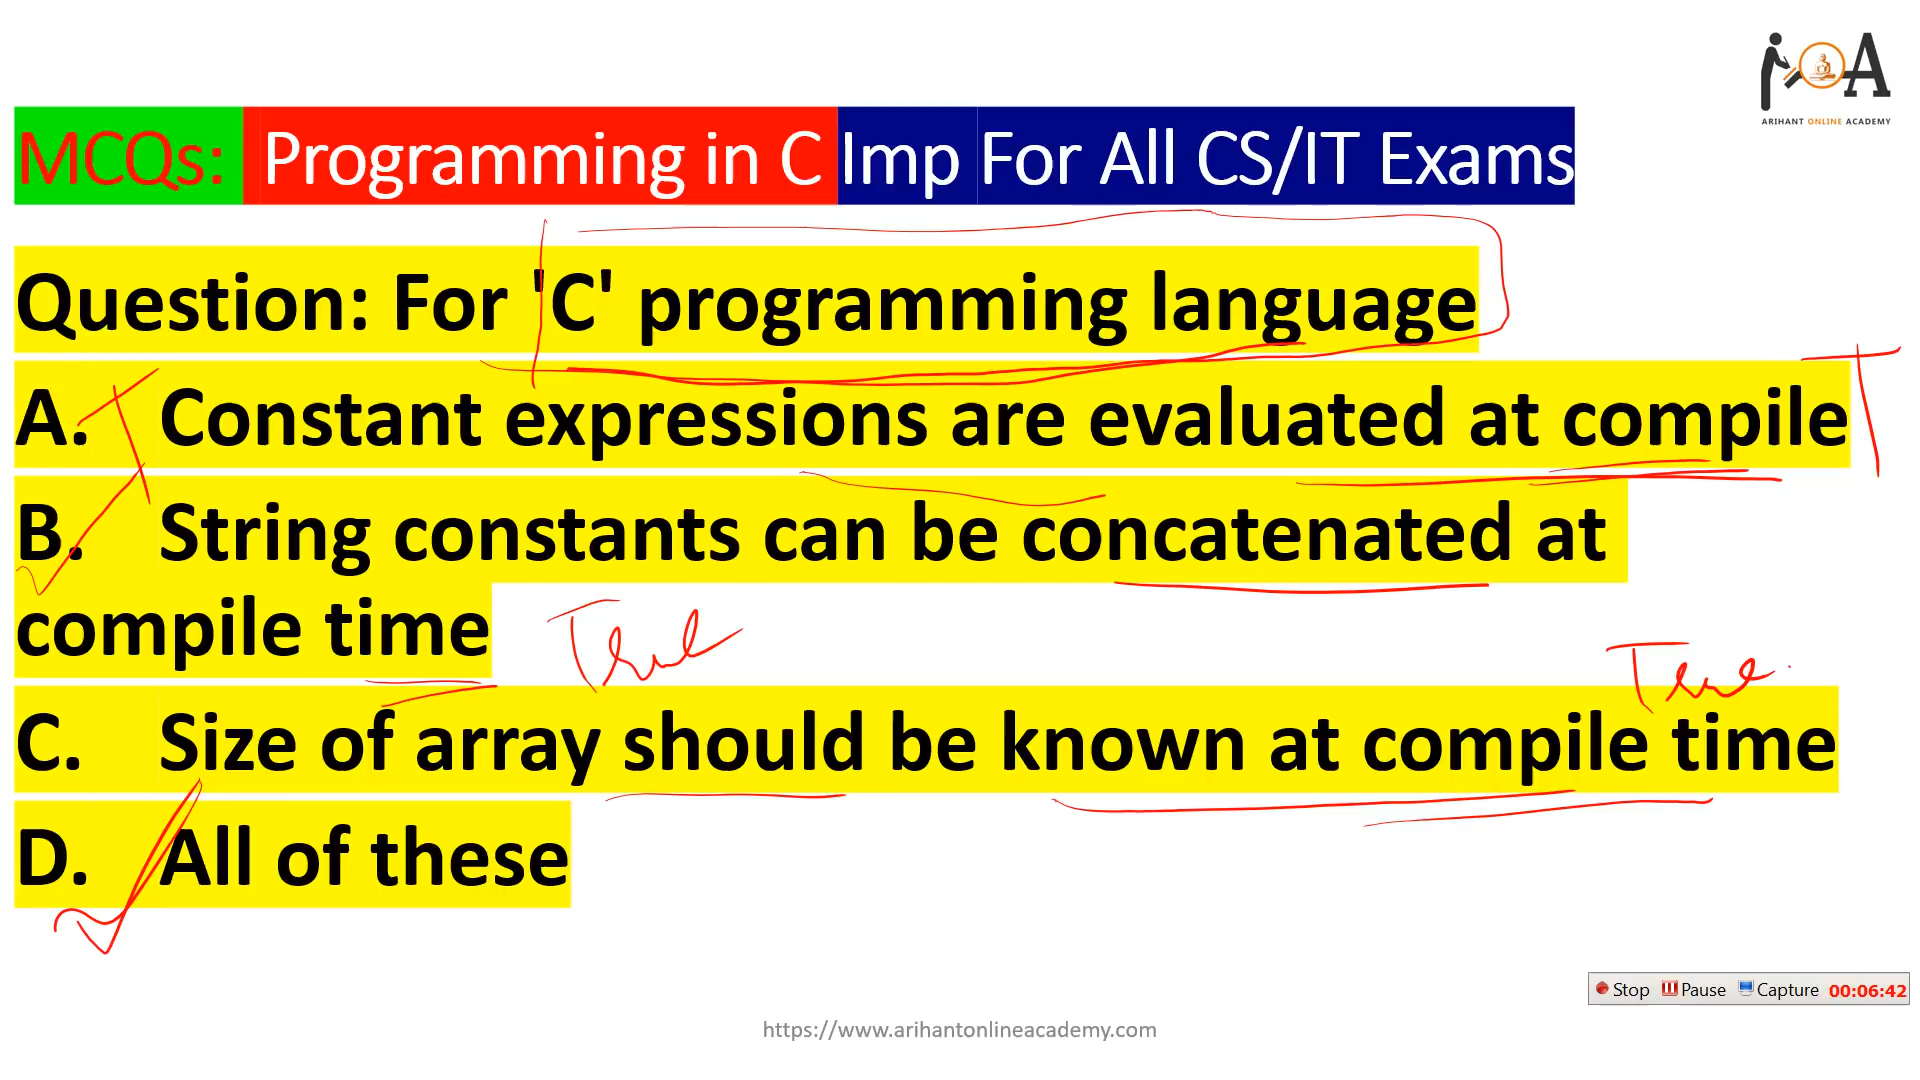 ARIHANT ONLINE ACADEMY
MCQs: Programming in C Imp For All CS/IT Exams
Question: For 'C' programming language
A. Constant expressions are evaluated at compile
T
T
B. String constants can be concatenated at
compile time
True
True
C. Size of array should be known at compile time
D. All of these
Stop Pause Capture 00:06:42
https://www.arihantonlineacademy.com